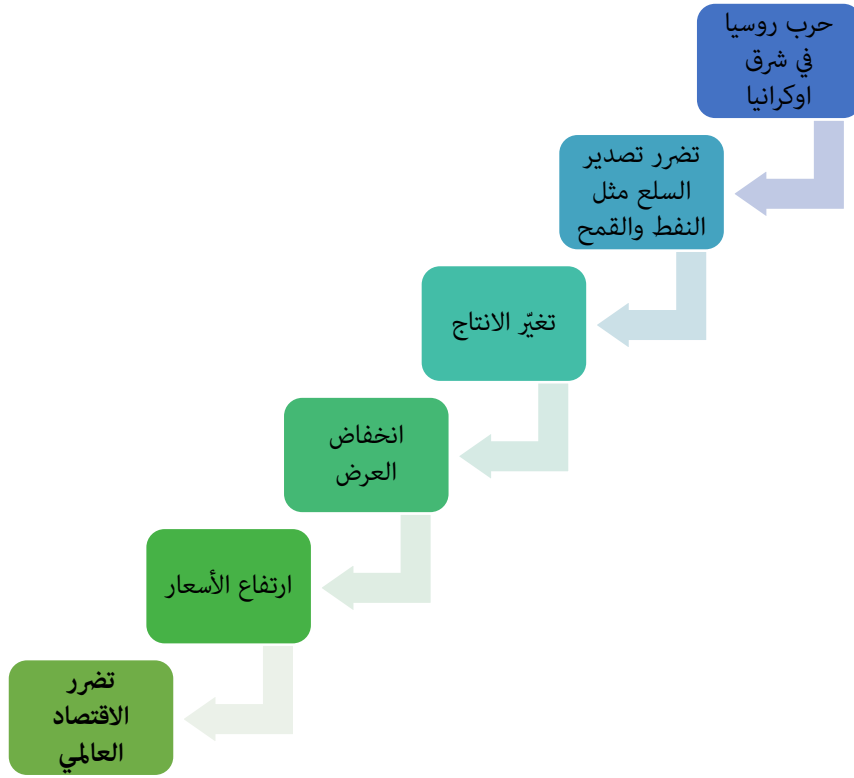 حرب روسيا
في شرق
اوكرانيا
تضرر تصدير
السلع مثل
النفط والقمح
تغيّر الانتاج
انخفاض
العرض
ارتفاع الأسعار
تضرر
الاقتصاد
العالمي